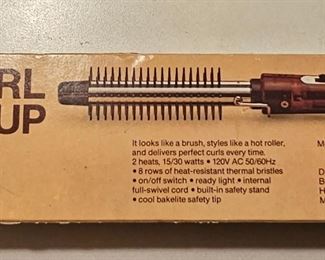 RL
UP
It looks like a brush, styles like a hot roller,
and delivers perfect curls every time.
2 heats, 15/30 watts • 120V AC 50/60Hz
• 8 rows of heat-resistant thermal bristles
• on/off switch • ready light • internal
full-swivel cord • built-in safety stand
• cool bakelite safety tip
M
D
B
H
M